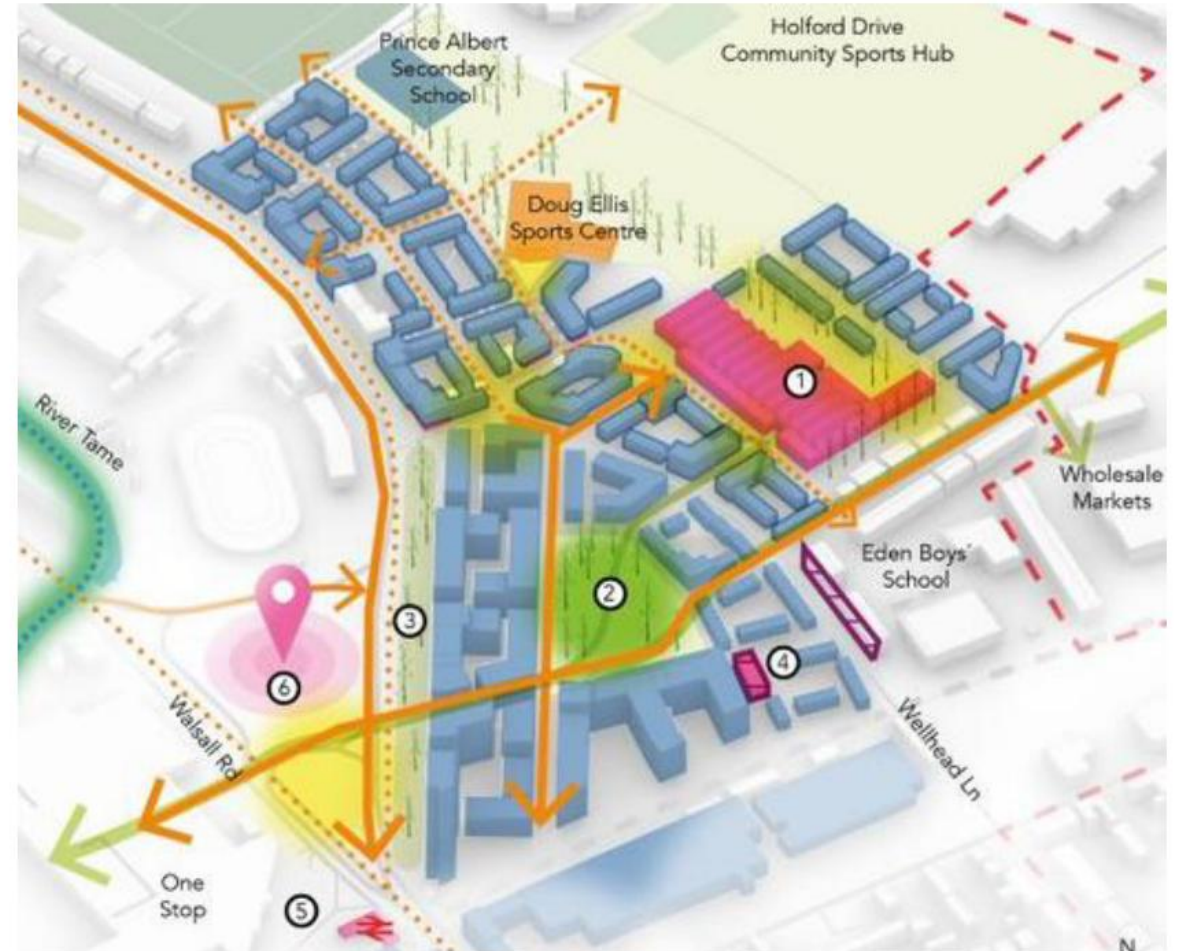 Prince Albert
Secondary
School
Holford Drive
Community Sports Hub
Doug Ellis
Sports Centre
1
River Tame
Wholesale
Markets
Eden Boys'
School
2
3
4
6
Walsall Rd
Wellhead Ln
One
Stop
5
N